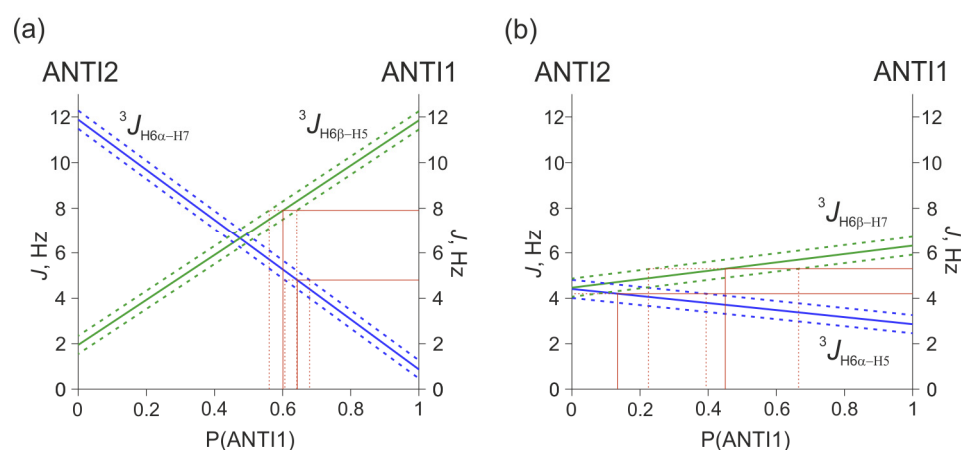 (a)
ANTI2 ANTI1
³J H6α−H7 ³J H6β−H5
12 12
10 10
8 8
6 6
J, Hz J, Hz
4 4
2 2
0 0
0 0.2 0.4 0.6 0.8 1
P(ANTI1)
(b)
ANTI2 ANTI1
12 12
10 10
8 8
³J H6β−H7
6 6
J, Hz J, Hz
4 4
³J H6α−H5
2 2
0 0
0 0.2 0.4 0.6 0.8 1
P(ANTI1)